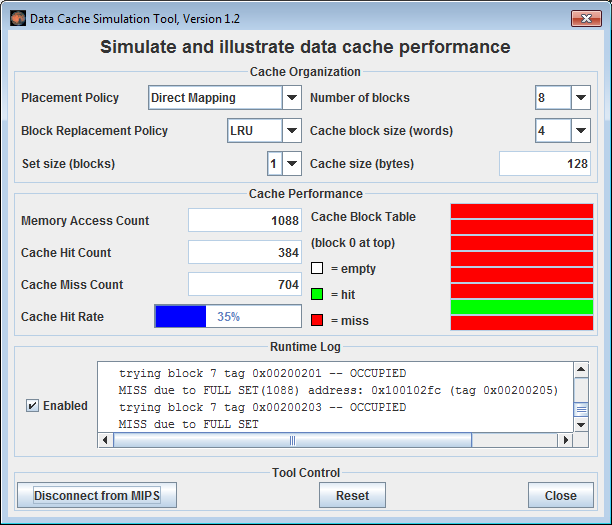 Data Cache Simulation Tool, Version 1.2
Simulate and illustrate data cache performance
Cache Organization
Placement Policy Direct Mapping Number of blocks 8
Block Replacement Policy LRU Cache block size (words) 4
Set size (blocks) 1 Cache size (bytes) 128
Cache Performance
Memory Access Count 1088 Cache Block Table
(block 0 at top)
Cache Hit Count 384
= empty
Cache Miss Count 704 = hit
Cache Hit Rate 35% = miss
Runtime Log
Enabled
trying block 7 tag 0x00200201 -- OCCUPIED
MISS due to FULL SET(1088) address: 0x100102fc (tag 0x00200205)
trying block 7 tag 0x00200203 -- OCCUPIED
MISS due to FULL SET
Tool Control
Disconnect from MIPS Reset Close